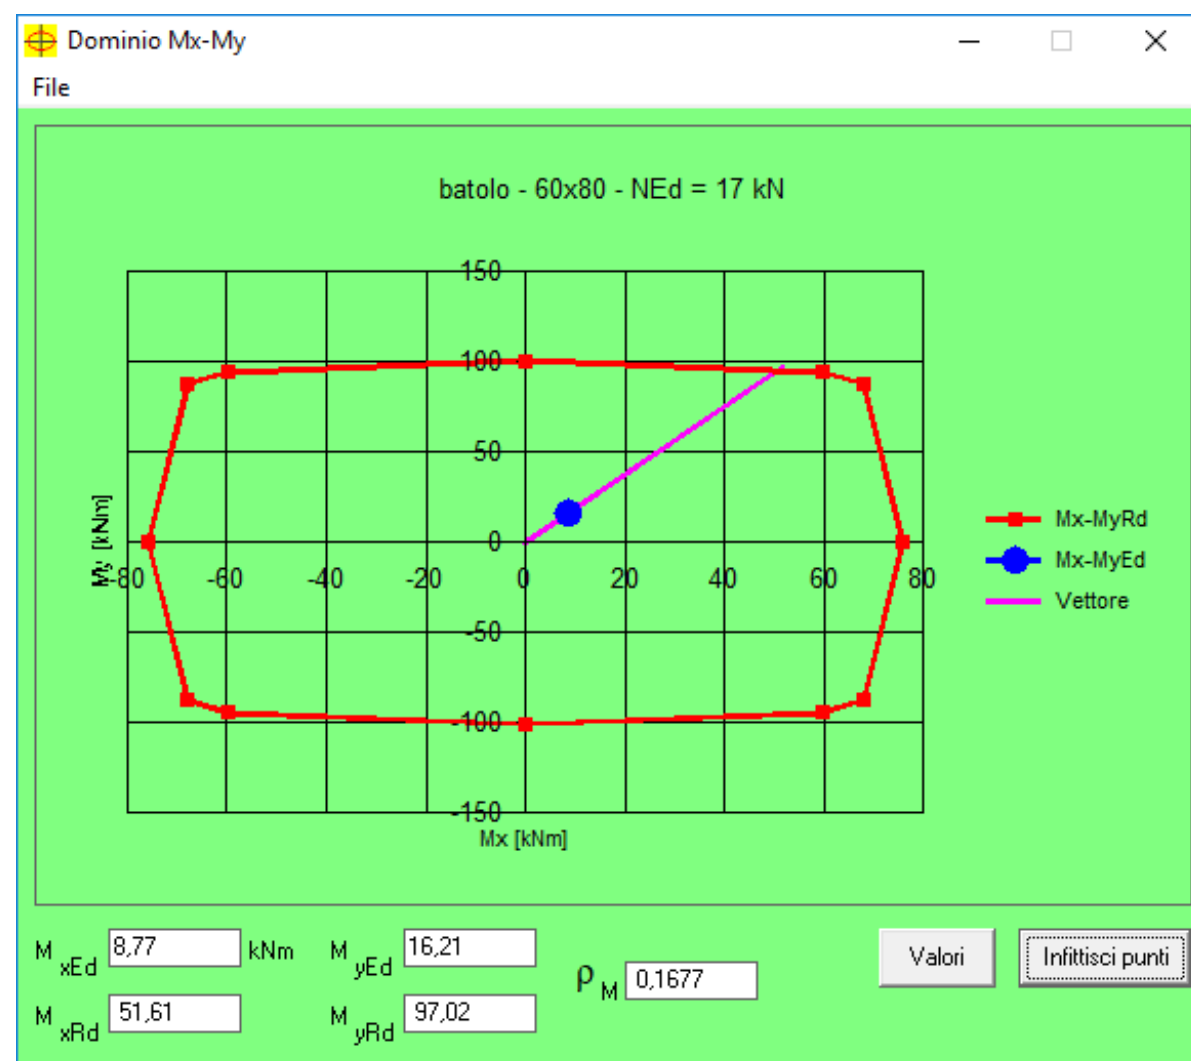 Dominio Mx-My
File
batolo - 60x80 - NEd = 17 kN
150
100
50
0
-80 -60 -40 -20 0 20 40 60 80
-50
-100
-150
My [kNm]
Mx [kNm]
Mx-MyRd
Mx-MyEd
Vettore
M xEd 8,77 kNm M yEd 16,21
ρ M 0,1677
Valori Infittisci punti
M xRd 51,61 M yRd 97,02